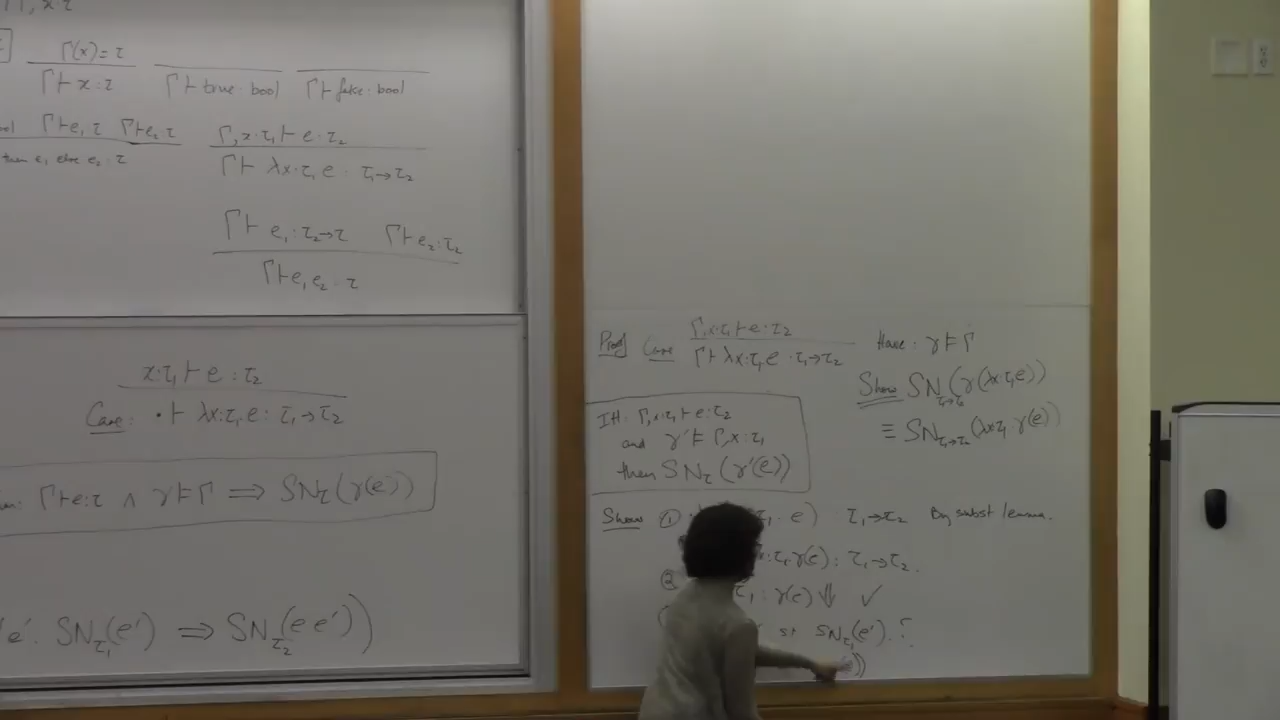 Γ(x)=τ
Γ⊢ x:τ    Γ⊢ true : bool    Γ⊢ false : bool
Γ⊢e₁:τ    Γ⊢e₂:τ    Γ,x:τ₁⊢ e:τ₂
then e₁ else e₂ : τ    Γ⊢ λx:τ₁.e : τ₁→τ₂
Γ⊢ e₁:τ₂→τ    Γ⊢e₂:τ₂
Γ⊢e₁ e₂ : τ
x:τ₁⊢ e:τ₂
Case: ·⊢ λx:τ₁.e : τ₁→τ₂
Γ⊢e:τ ∧ γ⊨Γ ⟹ SN_τ(γ(e))
e'. SN_τ₁(e') ⇒ SN_τ₂(e e'))
Proof Case Γ,x:τ₁⊢e:τ₂
Γ⊢ λx:τ₁.e : τ₁→τ₂
Have: γ⊨Γ
Show SN_τ₁→τ₂(γ(λx:τ₁.e))
≡ SN_τ₁→τ₂(λx:τ₁.γ(e))
IH: Γ,x:τ₁⊢e:τ₂
and γ'⊨Γ,x:τ₁
then SN_τ(γ'(e))
Show ① τ₁. e) τ₁→τ₂ By subst lemma.
x:τ₁.γ(e) : τ₁→τ₂.
② τ₁.γ(e) ⇓ ✓
st SN_τ₁(e').
e))